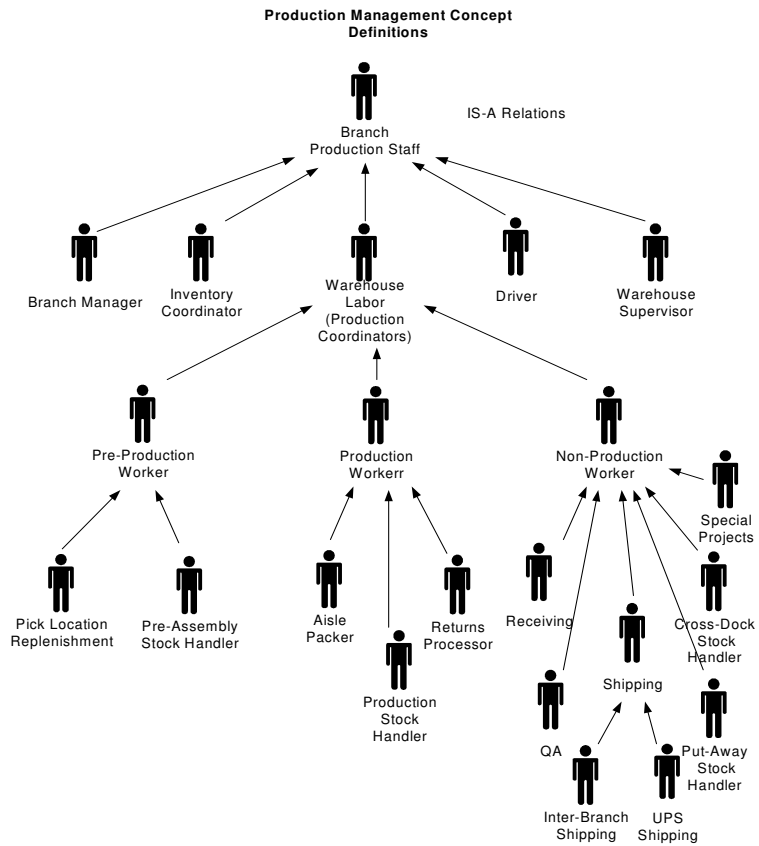 Production Management Concept
Definitions
IS-A Relations
Branch
Production Staff
Branch Manager
Inventory
Coordinator
Warehouse
Labor
(Production
Coordinators)
Driver
Warehouse
Supervisor
Pre-Production
Worker
Production
Workerr
Non-Production
Worker
Special
Projects
Pick Location
Replenishment
Pre-Assembly
Stock Handler
Aisle
Packer
Returns
Processor
Production
Stock
Handler
Receiving
Cross-Dock
Stock
Handler
Shipping
QA
Put-Away
Stock
Handler
Inter-Branch
Shipping
UPS
Shipping